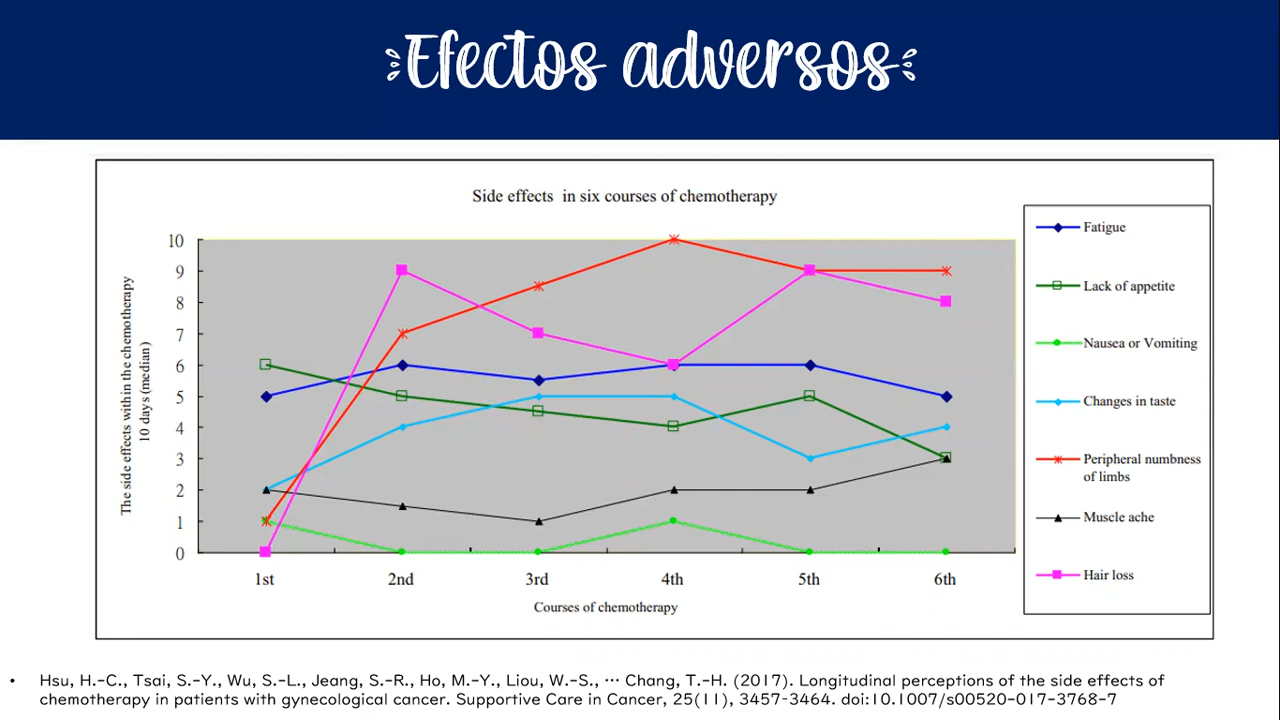 Efectos adversos
Side effects in six courses of chemotherapy
The side effects within the chemotherapy
10 days (median)
10
9
8
7
6
5
4
3
2
1
0
1st 2nd 3rd 4th 5th 6th
Courses of chemotherapy
Fatigue
Lack of appetite
Nausea or Vomiting
Changes in taste
Peripheral numbness
of limbs
Muscle ache
Hair loss
• Hsu, H.-C., Tsai, S.-Y., Wu, S.-L., Jeang, S.-R., Ho, M.-Y., Liou, W.-S., … Chang, T.-H. (2017). Longitudinal perceptions of the side effects of
chemotherapy in patients with gynecological cancer. Supportive Care in Cancer, 25(11), 3457-3464. doi:10.1007/s00520-017-3768-7